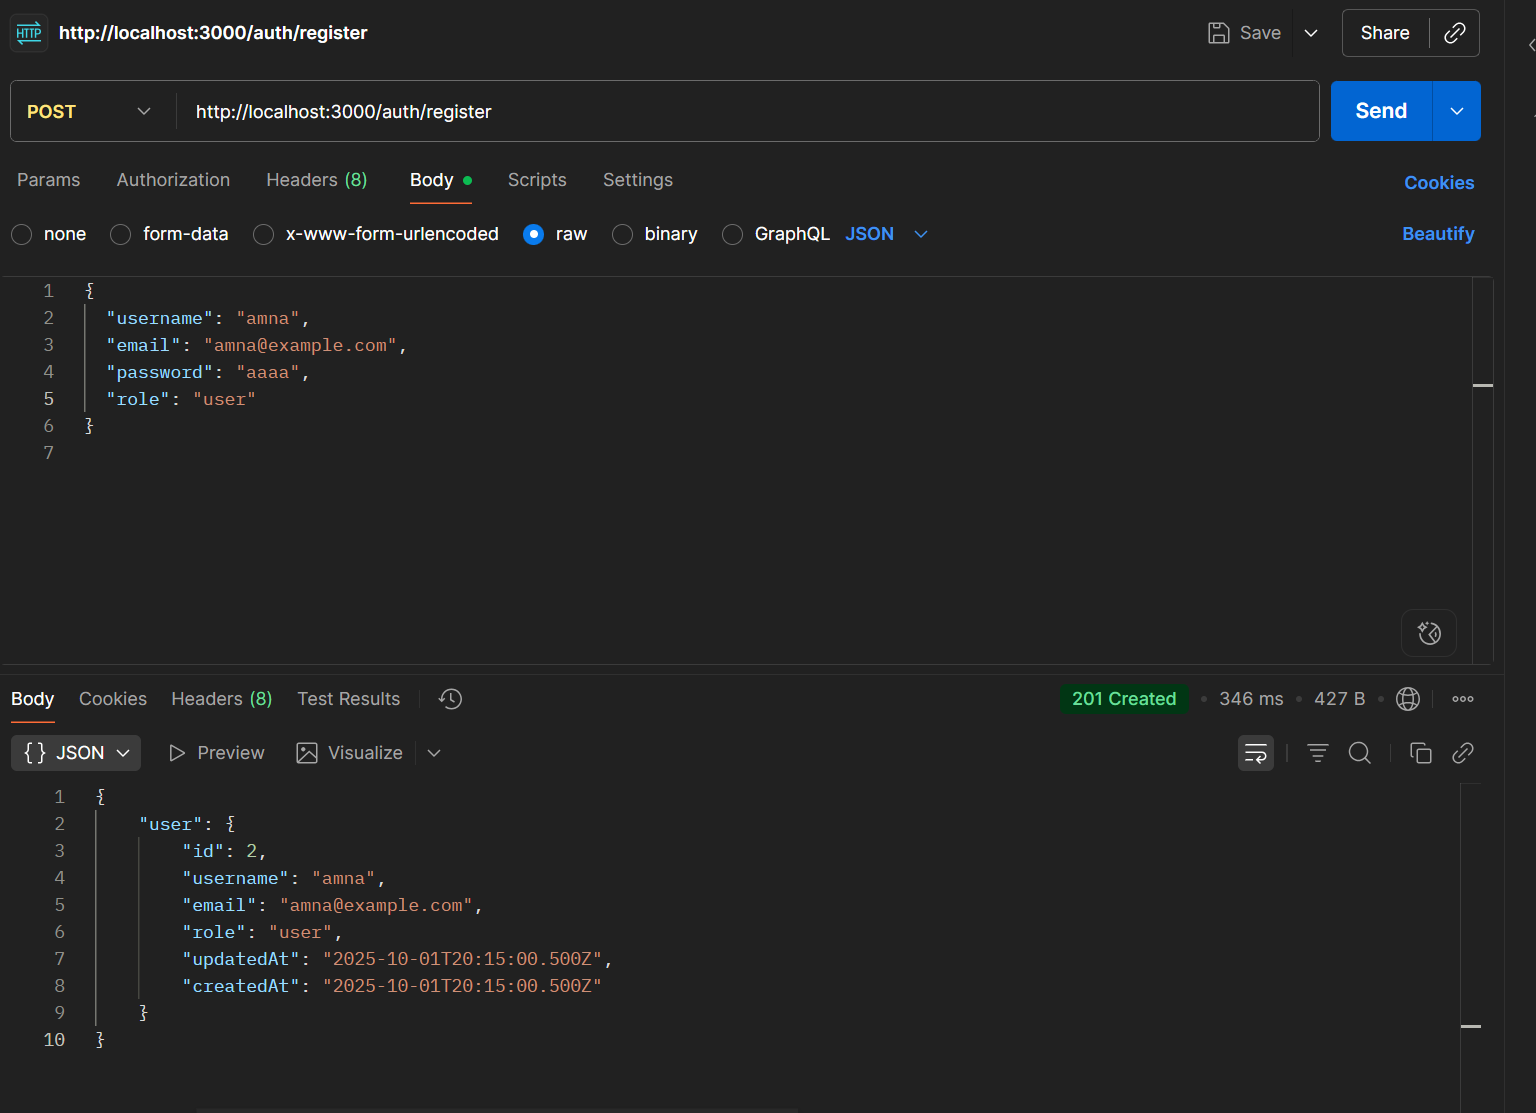 HTTP http://localhost:3000/auth/register Save Share
POST http://localhost:3000/auth/register Send
Params Authorization Headers (8) Body Scripts Settings Cookies
none form-data x-www-form-urlencoded raw binary GraphQL JSON Beautify
1 {
2 "username": "amna",
3 "email": "amna@example.com",
4 "password": "aaaa",
5 "role": "user"
6 }
7
Body Cookies Headers (8) Test Results 201 Created • 346 ms • 427 B •
{} JSON Preview Visualize
1 {
2 "user": {
3 "id": 2,
4 "username": "amna",
5 "email": "amna@example.com",
6 "role": "user",
7 "updatedAt": "2025-10-01T20:15:00.500Z",
8 "createdAt": "2025-10-01T20:15:00.500Z"
9 }
10 }